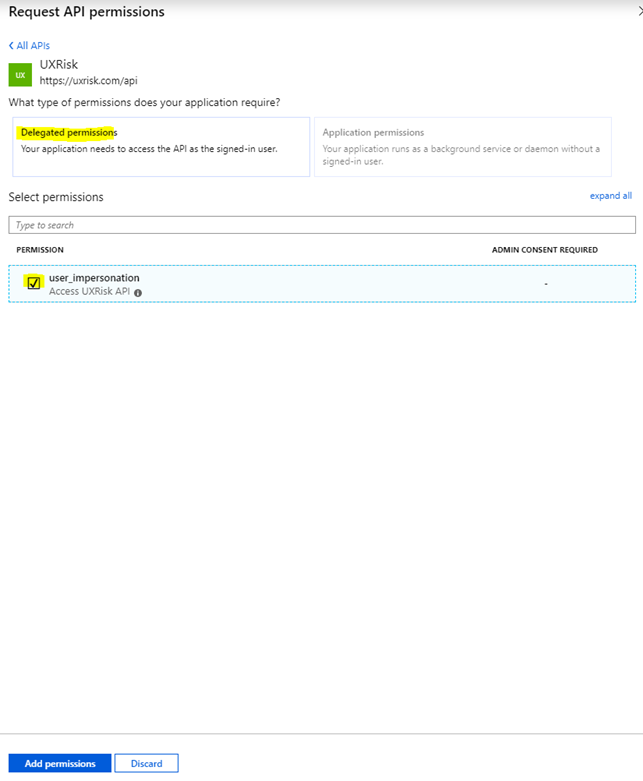 Request API permissions
All APIs
UX
UXRisk
https://uxrisk.com/api
What type of permissions does your application require?
Delegated permissions
Your application needs to access the API as the signed-in user.
Application permissions
Your application runs as a background service or daemon without a
signed-in user.
Select permissions
expand all
Type to search
PERMISSION
ADMIN CONSENT REQUIRED
user_impersonation
Access UXRisk API
-
Add permissions
Discard